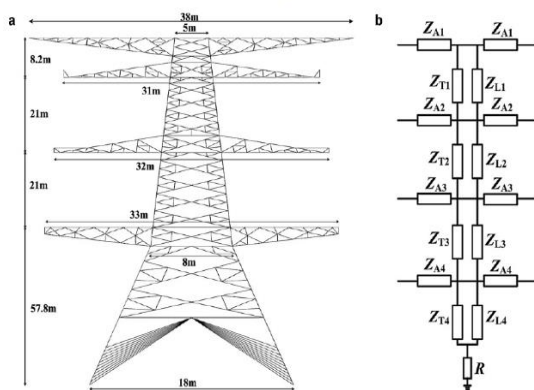 a
38m
5m
8.2m
31m
21m
32m
21m
33m
8m
57.8m
18m
b
Z_A1 Z_A1
Z_T1 Z_L1
Z_A2 Z_A2
Z_T2 Z_L2
Z_A3 Z_A3
Z_T3 Z_L3
Z_A4 Z_A4
Z_T4 Z_L4
R